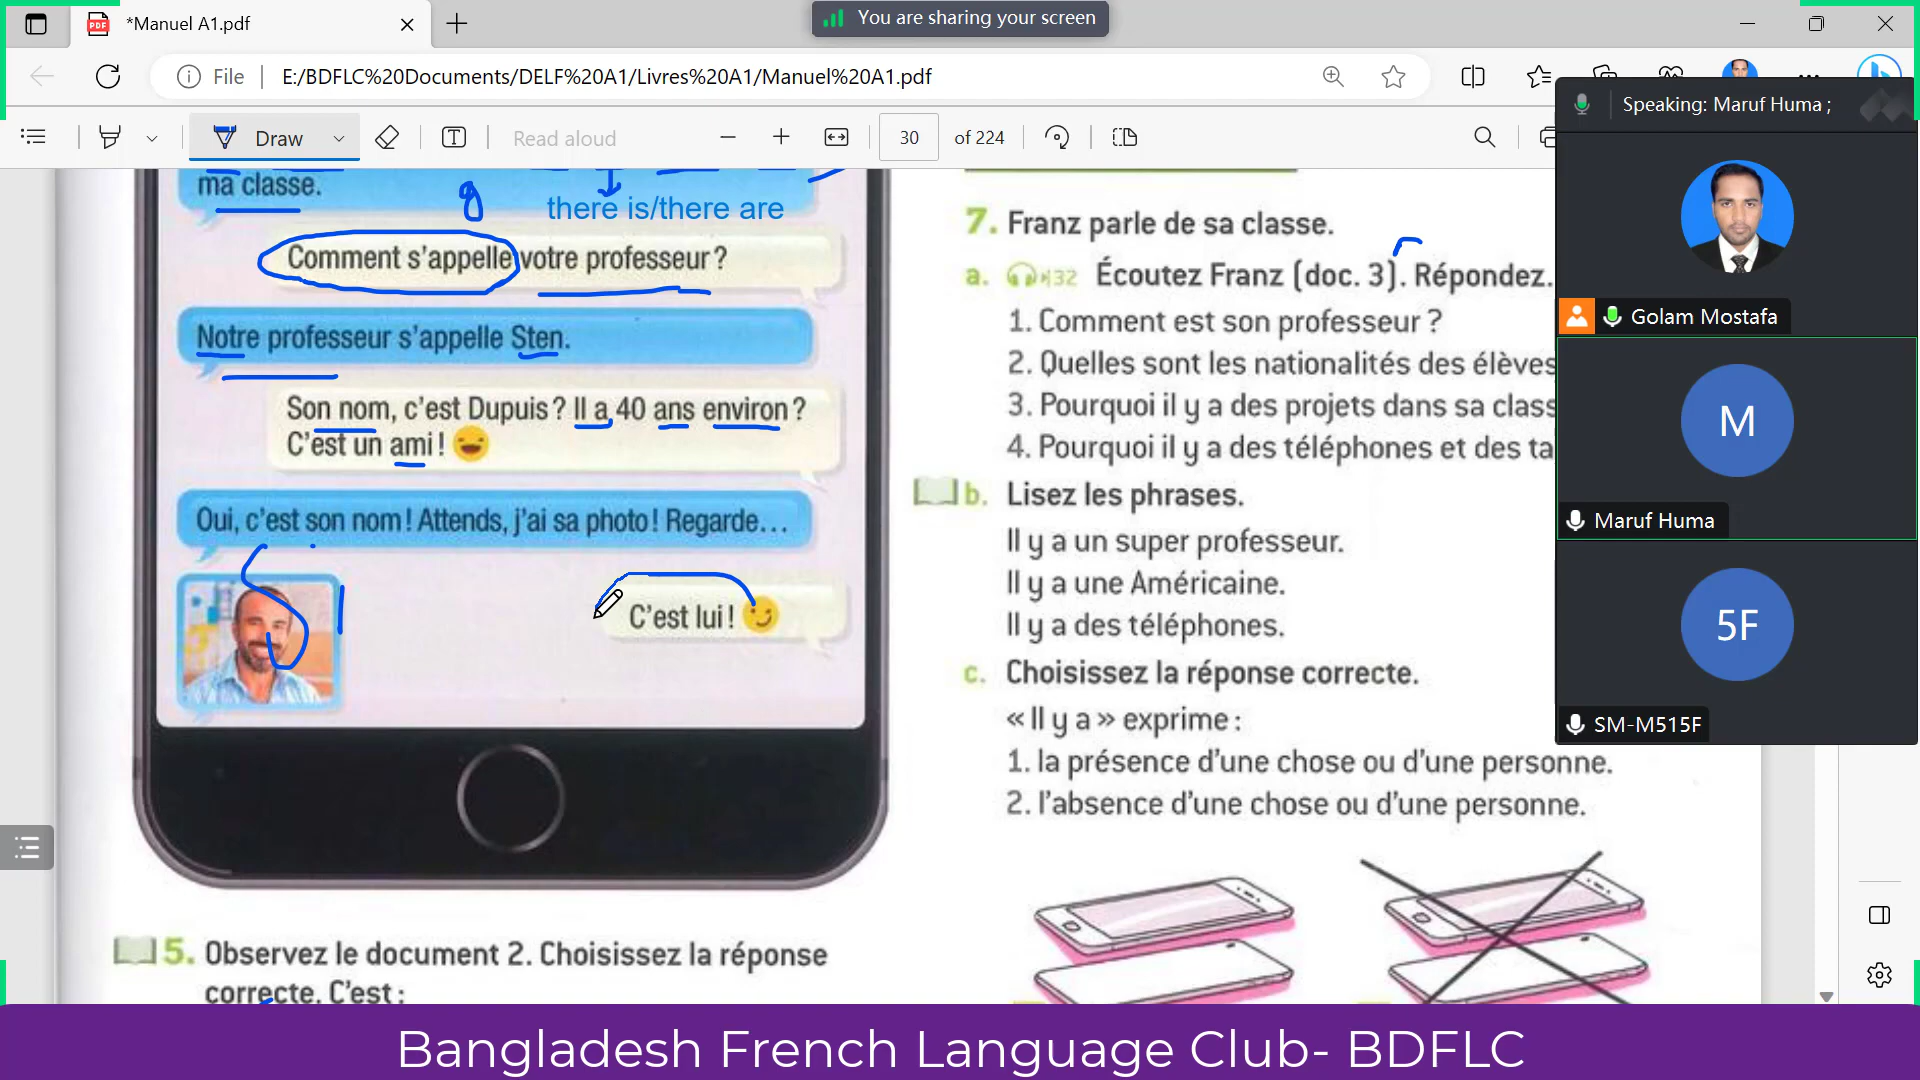 *Manuel A1.pdf
You are sharing your screen
File
E:/BDFLC%20Documents/DELF%20A1/Livres%20A1/Manuel%20A1.pdf
Draw
Read aloud
30 of 224
Speaking: Maruf Huma ;
Golam Mostafa
M
Maruf Huma
5F
SM-M515F
ma classe.
there is/there are
Comment s'appelle votre professeur ?
Notre professeur s'appelle Sten.
Son nom, c'est Dupuis ? Il a 40 ans environ ?
C'est un ami !
Oui, c'est son nom ! Attends, j'ai sa photo ! Regarde…
C'est lui !
5. Observez le document 2. Choisissez la réponse
correcte. C'est :
7. Franz parle de sa classe.
a. 32 Écoutez Franz (doc. 3). Répondez.
1. Comment est son professeur ?
2. Quelles sont les nationalités des élèves
3. Pourquoi il y a des projets dans sa class
4. Pourquoi il y a des téléphones et des ta
b. Lisez les phrases.
Il y a un super professeur.
Il y a une Américaine.
Il y a des téléphones.
c. Choisissez la réponse correcte.
« Il y a » exprime :
1. la présence d'une chose ou d'une personne.
2. l'absence d'une chose ou d'une personne.
Bangladesh French Language Club- BDFLC